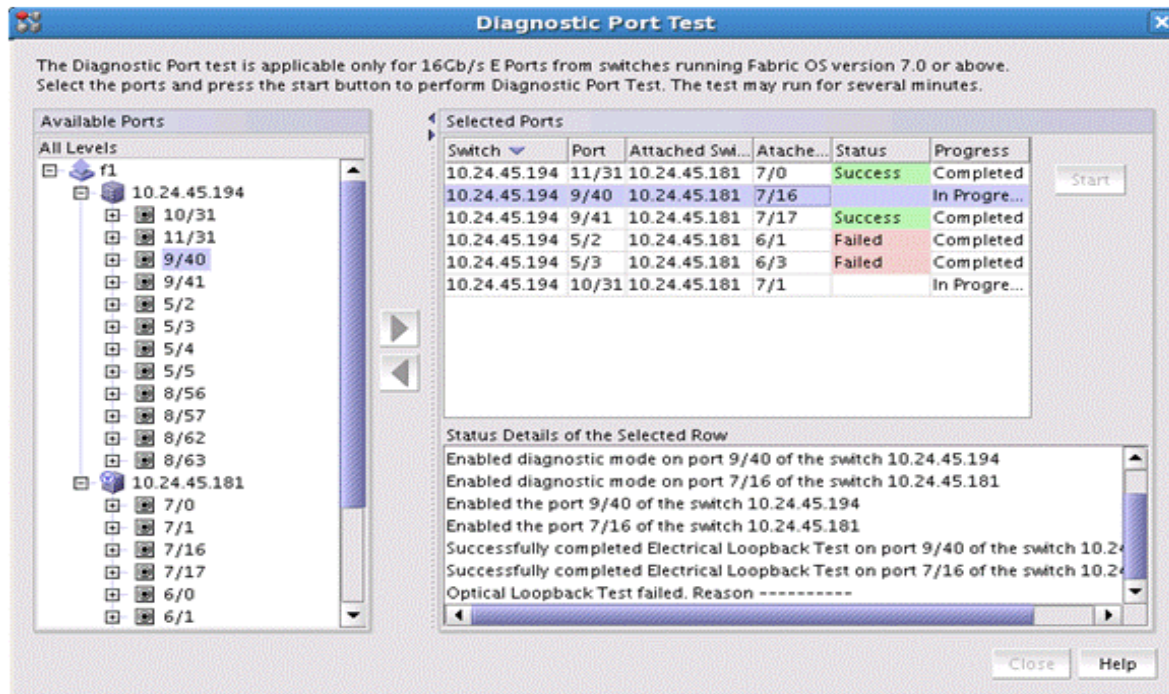 Diagnostic Port Test
The Diagnostic Port test is applicable only for 16Gb/s E Ports from switches running Fabric OS version 7.0 or above.
Select the ports and press the start button to perform Diagnostic Port Test. The test may run for several minutes.
Available Ports
All Levels
f1
10.24.45.194
10/31
11/31
9/40
9/41
5/2
5/3
5/4
5/5
8/56
8/57
8/62
8/63
10.24.45.181
7/0
7/1
7/16
7/17
6/0
6/1
Selected Ports
Switch Port Attached Swi... Atache... Status Progress
10.24.45.194 11/31 10.24.45.181 7/0 Success Completed
10.24.45.194 9/40 10.24.45.181 7/16 In Progre...
10.24.45.194 9/41 10.24.45.181 7/17 Success Completed
10.24.45.194 5/2 10.24.45.181 6/1 Failed Completed
10.24.45.194 5/3 10.24.45.181 6/3 Failed Completed
10.24.45.194 10/31 10.24.45.181 7/1 In Progre...
Start
Status Details of the Selected Row
Enabled diagnostic mode on port 9/40 of the switch 10.24.45.194
Enabled diagnostic mode on port 7/16 of the switch 10.24.45.181
Enabled the port 9/40 of the switch 10.24.45.194
Enabled the port 7/16 of the switch 10.24.45.181
Successfully completed Electrical Loopback Test on port 9/40 of the switch 10.24
Successfully completed Electrical Loopback Test on port 7/16 of the switch 10.24
Optical Loopback Test failed. Reason ----------
Close Help